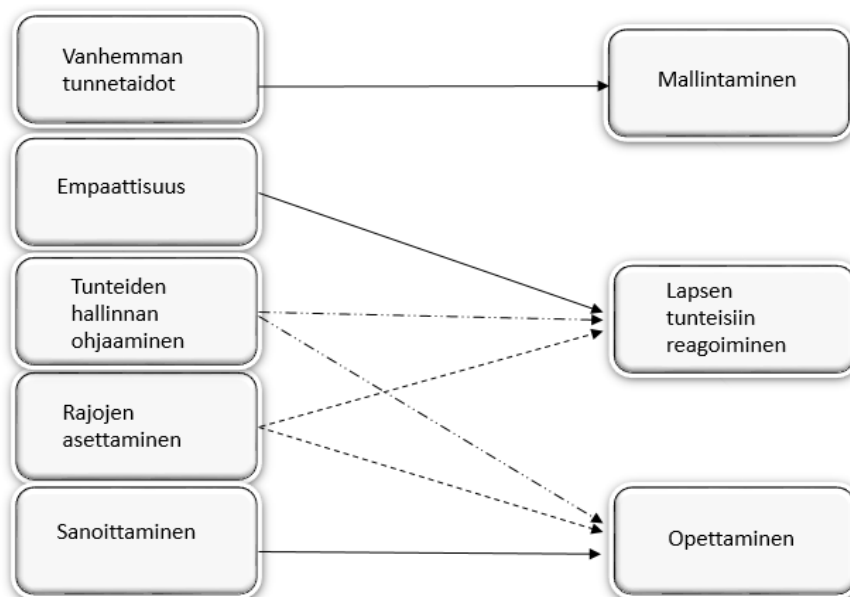 Vanhemman
tunnetaidot
Mallintaminen
Empaattisuus
Tunteiden
hallinnan
ohjaaminen
Lapsen
tunteisiin
reagoiminen
Rajojen
asettaminen
Sanoittaminen
Opettaminen